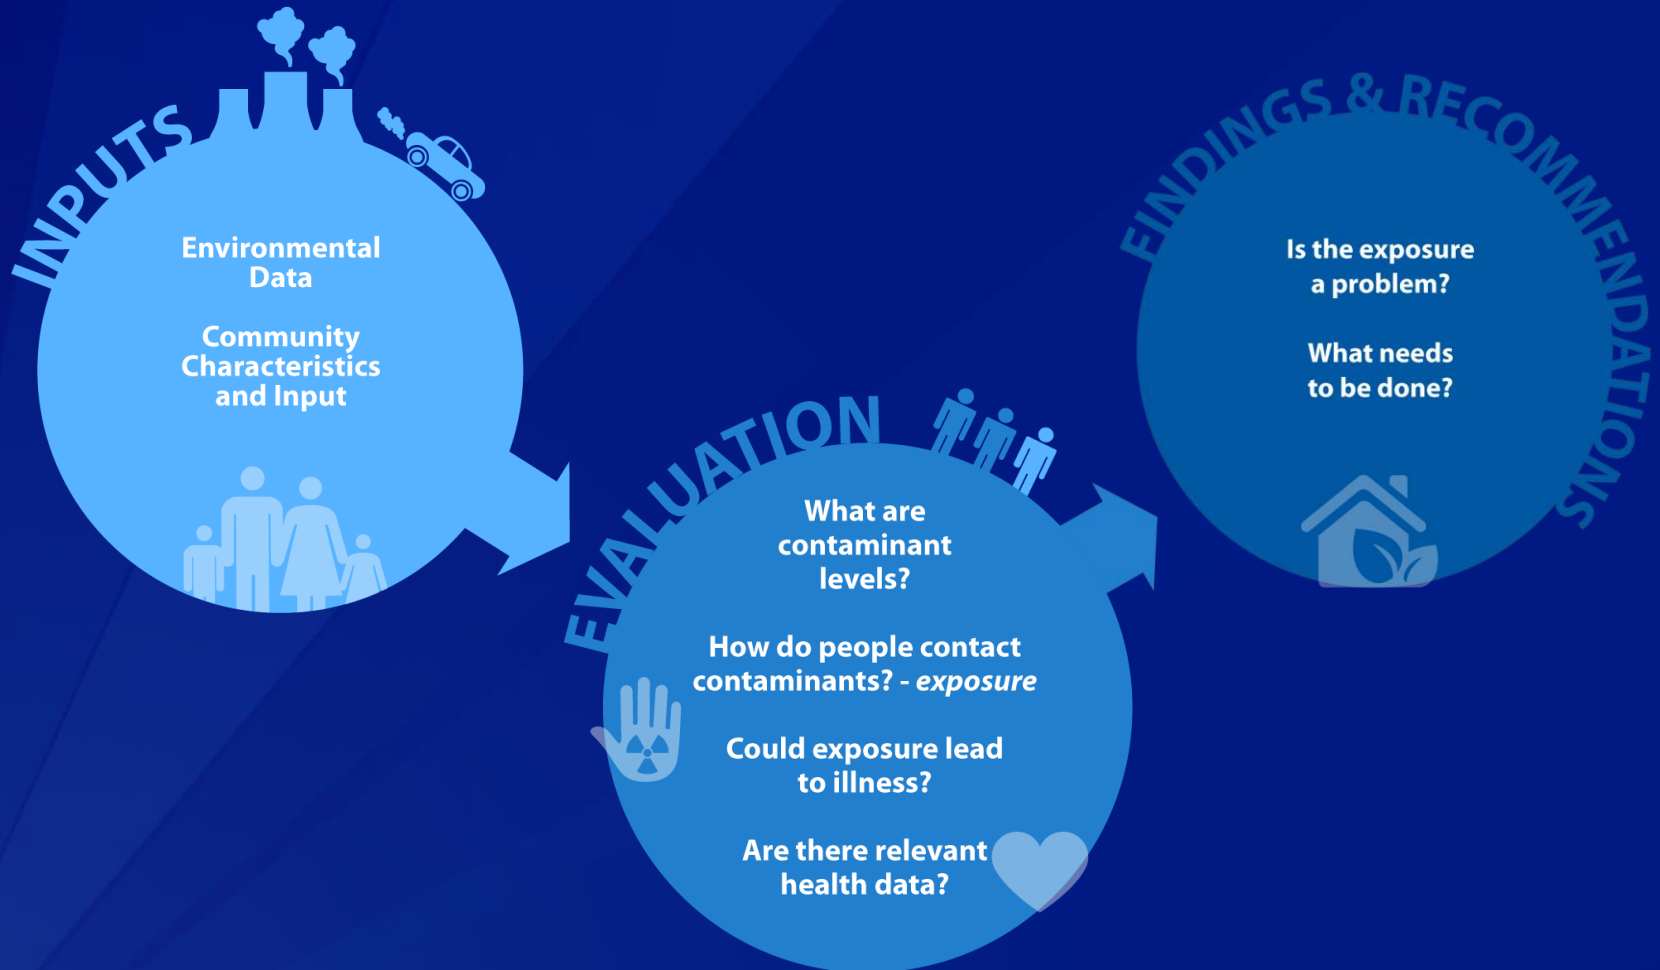 INPUTS
Environmental
Data
Community
Characteristics
and Input
EVALUATION
What are
contaminant
levels?
How do people contact
contaminants? - exposure
Could exposure lead
to illness?
Are there relevant
health data?
FINDINGS & RECOMMENDATIONS
Is the exposure
a problem?
What needs
to be done?